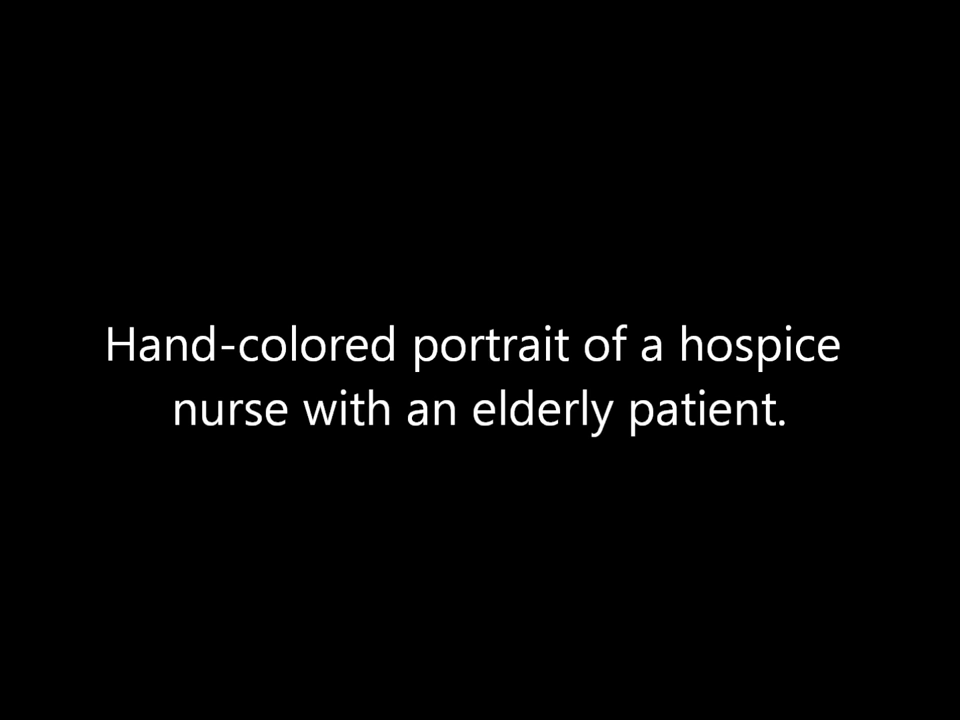 Hand-colored portrait of a hospice
nurse with an elderly patient.